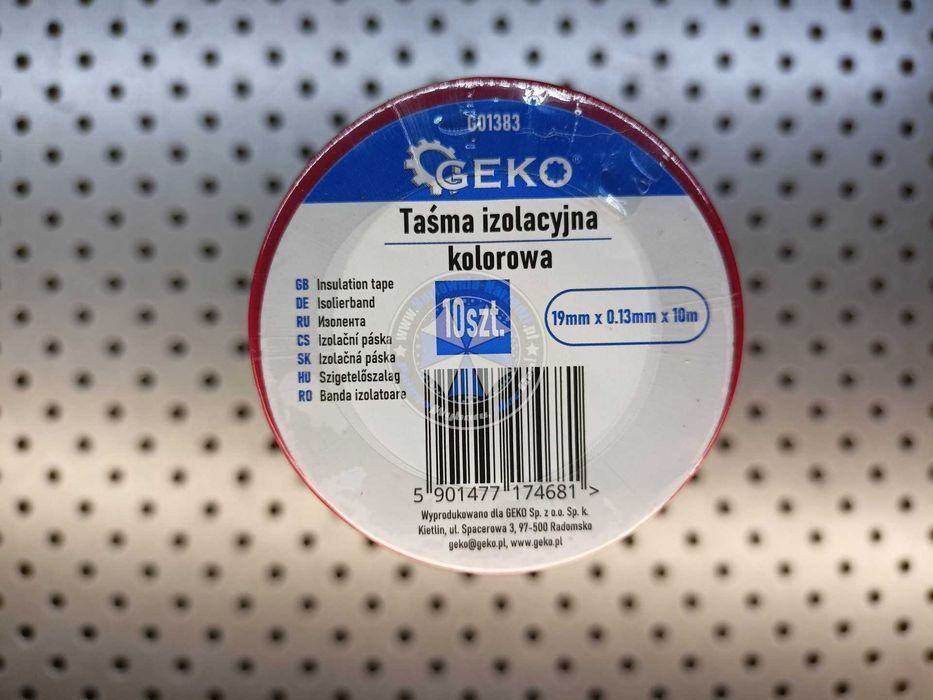 C01383
GEKO®
Taśma izolacyjna
kolorowa
GB Insulation tape
DE Isolierband
RU Изолента
CS Izolační páska
SK Izolačná páska
HU Szigetelőszalag
RO Banda izolatoare
10szt.
19mm x 0.13mm x 10m
5 901477 174681 >
Wyprodukowano dla GEKO Sp. z o.o. Sp. k.
Kietlin, ul. Spacerowa 3, 97-500 Radomsko
geko@geko.pl, www.geko.pl